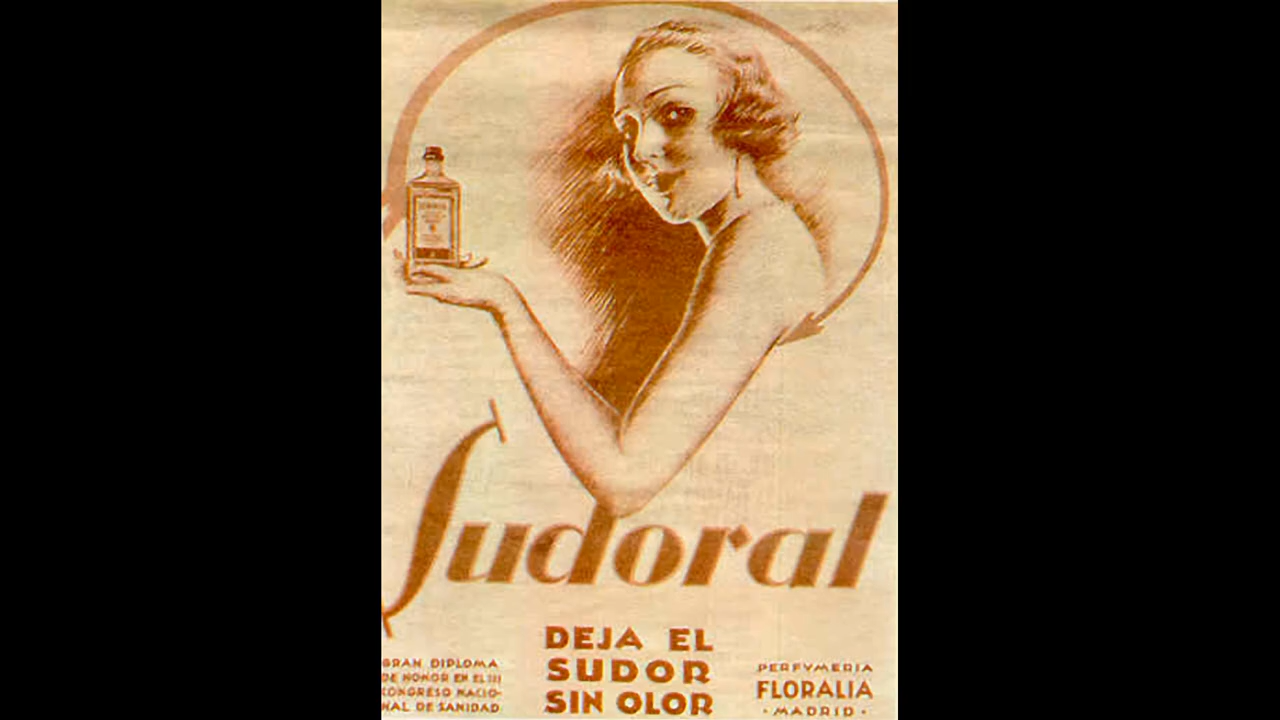 Sudoral
DEJA EL
SUDOR
SIN OLOR
GRAN DIPLOMA
DE HONOR EN EL III
CONGRESO NACIO-
NAL DE SANIDAD
PERFVMERIA
FLORALIA
· MADRID ·